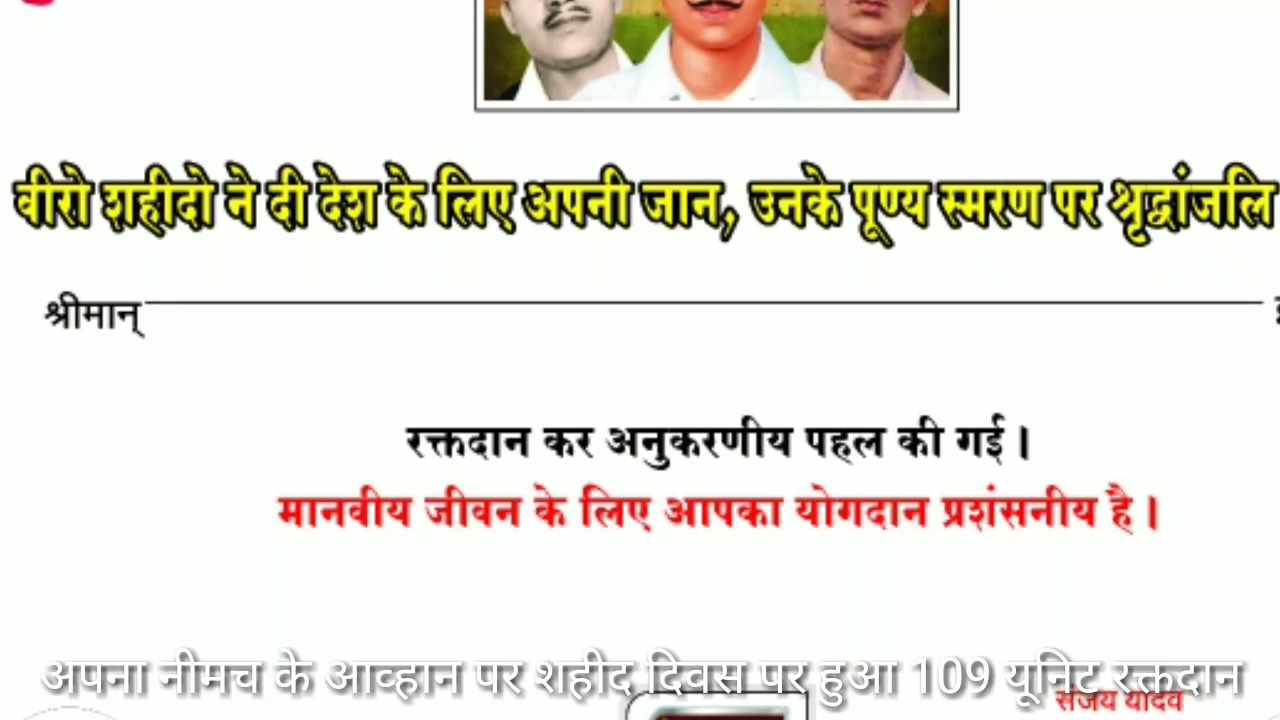 वीरो शहीदो ने दी देश के लिए अपनी जान, उनके पूण्य स्मरण पर श्रृद्धांजलि
श्रीमान्
रक्तदान कर अनुकरणीय पहल की गई।
मानवीय जीवन के लिए आपका योगदान प्रशंसनीय है।
अपना नीमच के आव्हान पर शहीद दिवस पर हुआ 109 यूनिट रक्तदान
संजय यादव